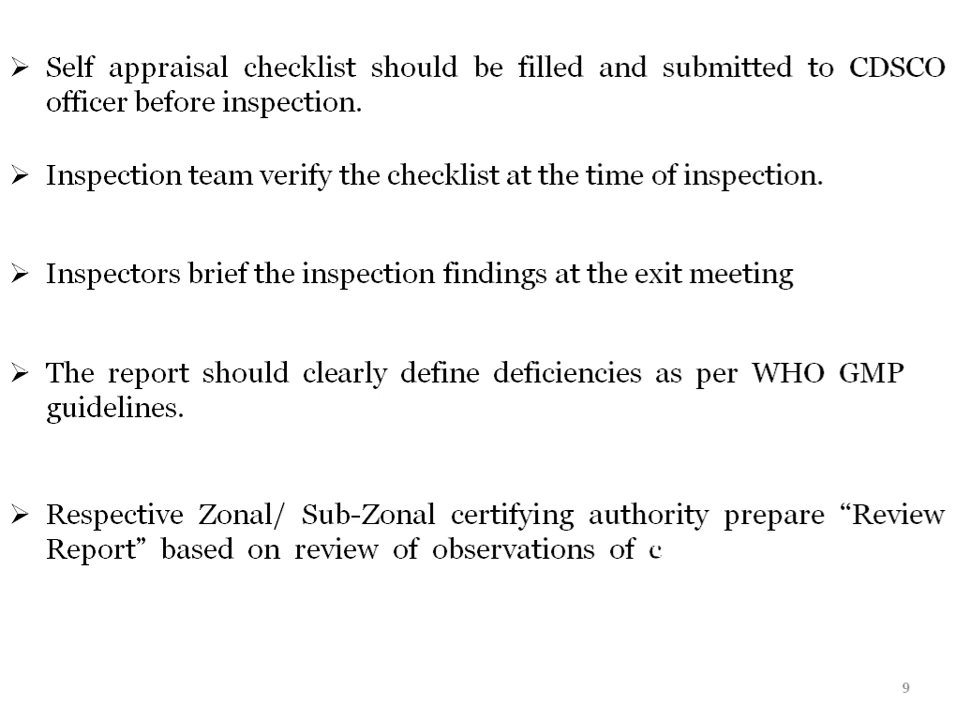 ➢ Self appraisal checklist should be filled and submitted to CDSCO
officer before inspection.
➢ Inspection team verify the checklist at the time of inspection.
➢ Inspectors brief the inspection findings at the exit meeting
➢ The report should clearly define deficiencies as per WHO GMP
guidelines.
➢ Respective Zonal/ Sub-Zonal certifying authority prepare “Review
Report” based on review of observations of
9